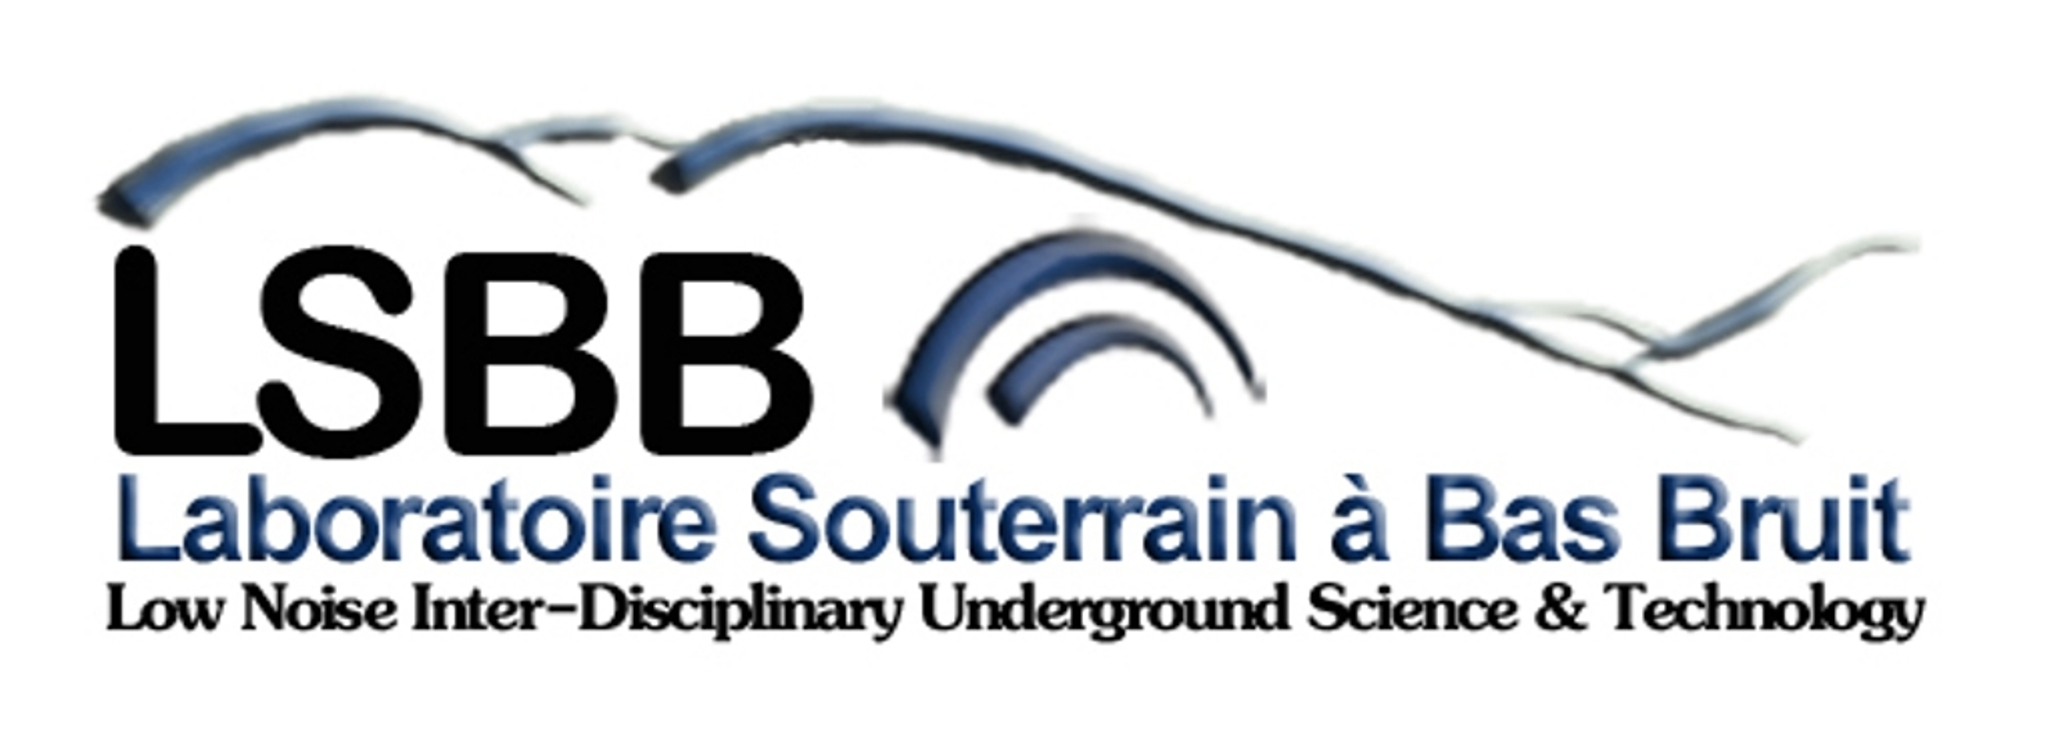 LSBB
Laboratoire Souterrain à Bas Bruit
Low Noise Inter-Disciplinary Underground Science & Technology